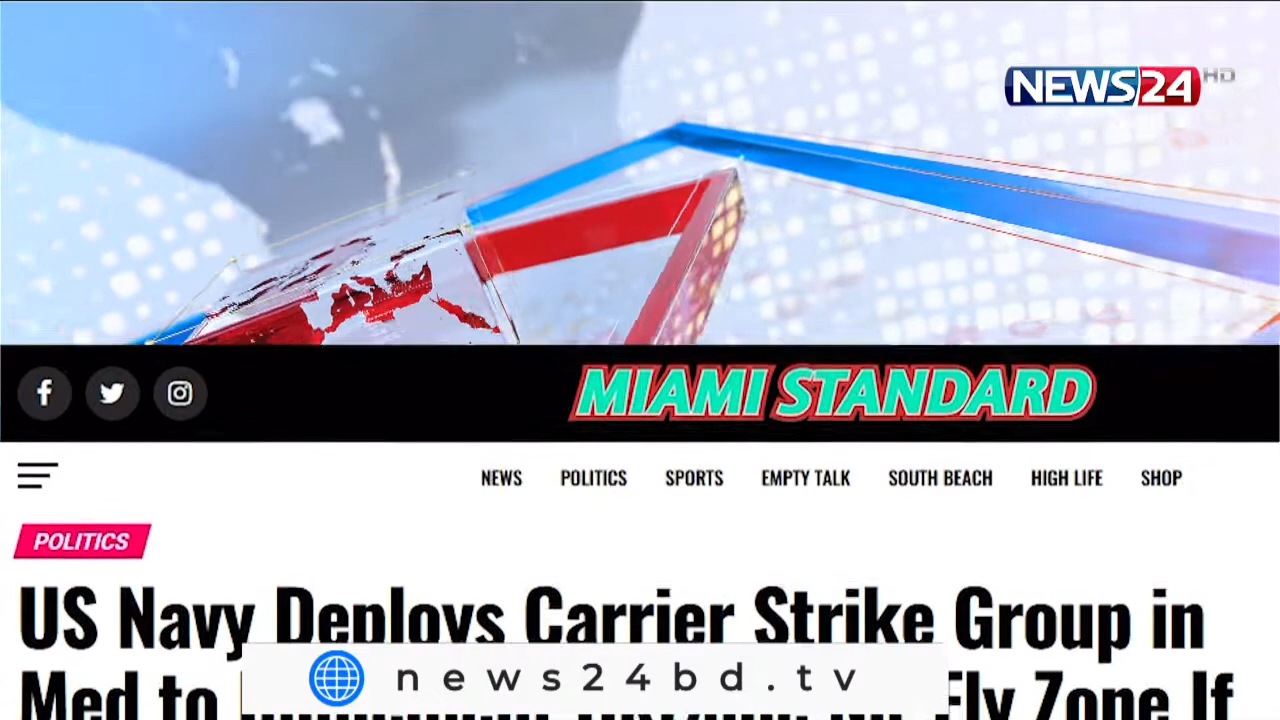 NEWS24 HD
MIAMI STANDARD
NEWS POLITICS SPORTS EMPTY TALK SOUTH BEACH HIGH LIFE SHOP
POLITICS
US Navy Deploys Carrier Strike Group in
Med to Fly Zone If
news24bd.tv